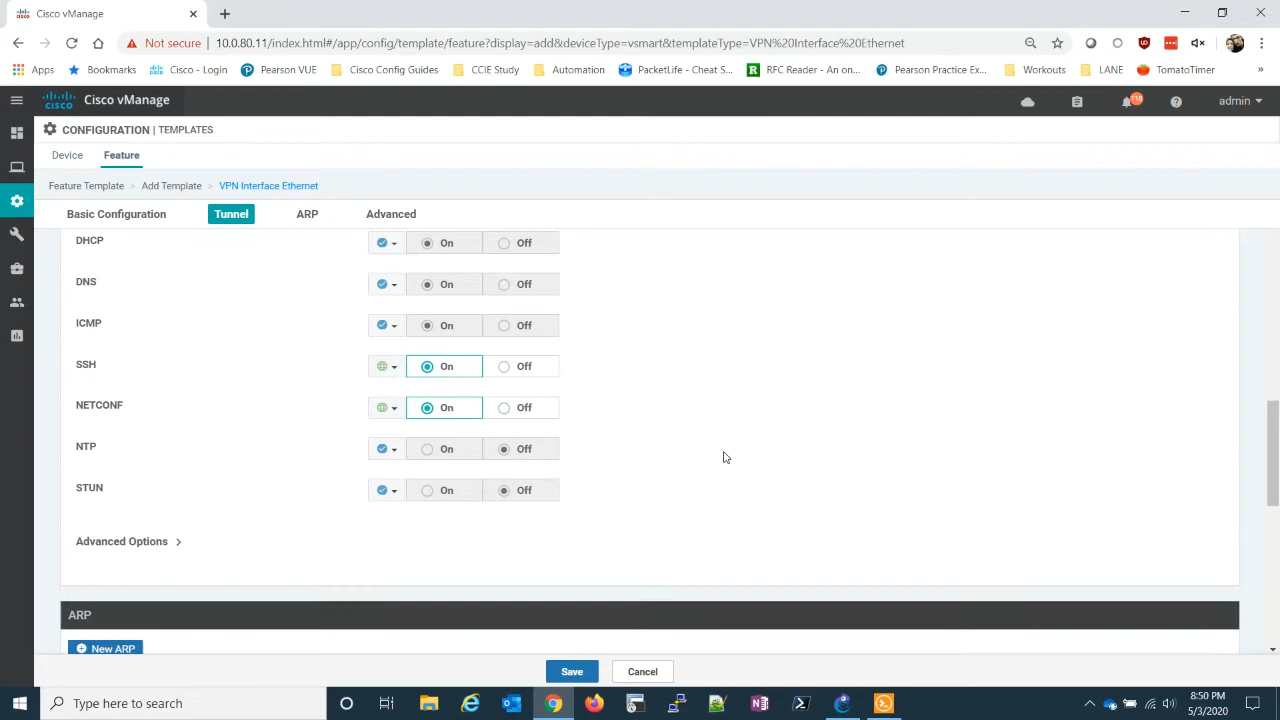 Cisco vManage
Not secure | 10.0.80.11/index.html#/app/config/template/feature?display=add&deviceType=vsmart&templateType=VPN%20Interface%20Ethernet
Apps Bookmarks Cisco - Login Pearson VUE Cisco Config Guides CCIE Study Automation PacketLife - Cheat S... RFC Reader - An on... Pearson Practice Ex... Workouts LANE TomatoTimer »
CISCO Cisco vManage 110 admin
CONFIGURATION | TEMPLATES
Device Feature
Feature Template > Add Template > VPN Interface Ethernet
Basic Configuration Tunnel ARP Advanced
DHCP On Off
DNS On Off
ICMP On Off
SSH On Off
NETCONF On Off
NTP On Off
STUN On Off
Advanced Options >
ARP
New ARP
Save Cancel
Type here to search
8:50 PM
5/3/2020